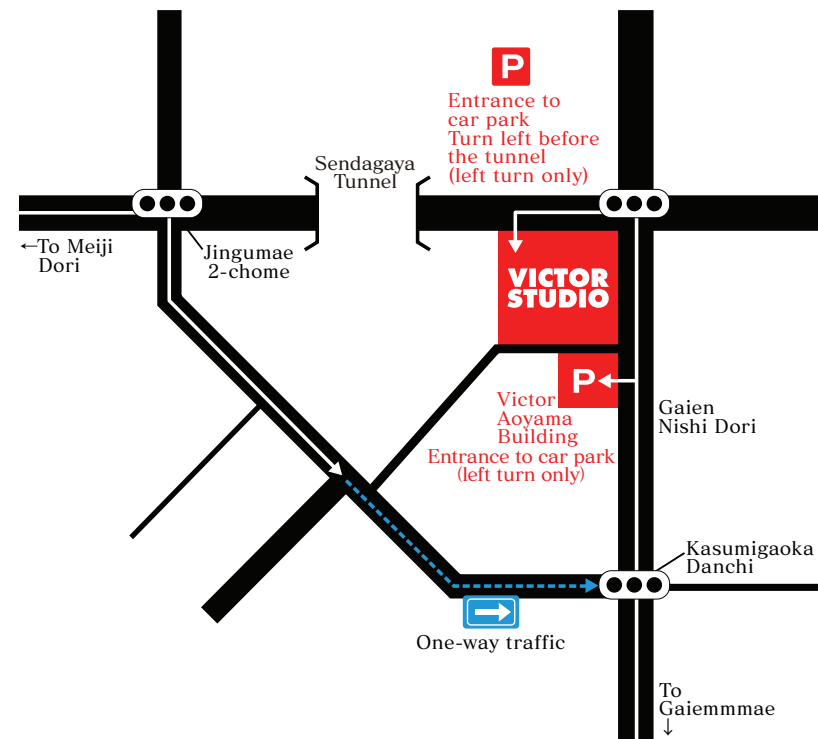 P
Entrance to
car park
Turn left before
the tunnel
(left turn only)
Sendagaya
Tunnel
←To Meiji
Dori
Jingumae
2-chome
VICTOR
STUDIO
P
Victor
Aoyama
Building
Entrance to car park
(left turn only)
Gaien
Nishi Dori
Kasumigaoka
Danchi
One-way traffic
To
Gaiemmmae
↓